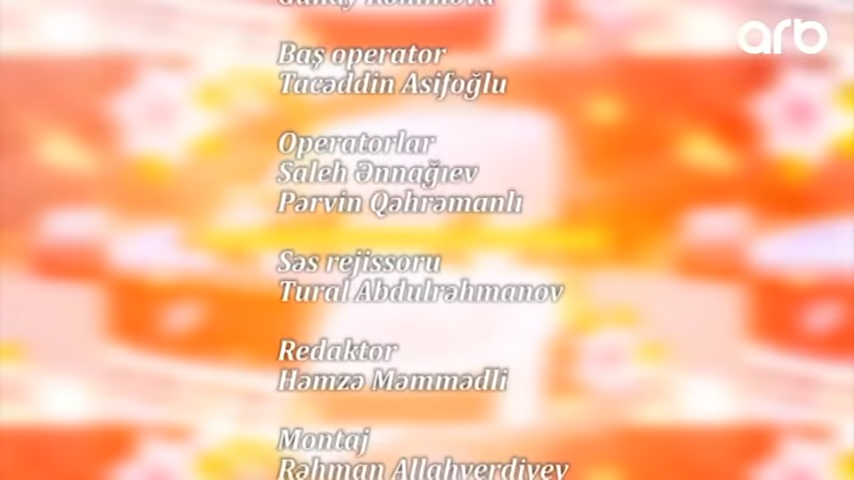 arb
Baş operator
Tacəddin Asifoğlu
Operatorlar
Saleh Ənnağıev
Pərvin Qəhrəmanlı
Səs rejissoru
Tural Abdulrəhmanov
Redaktor
Həmzə Məmmədli
Montaj
Rəhman Allahverdiyev